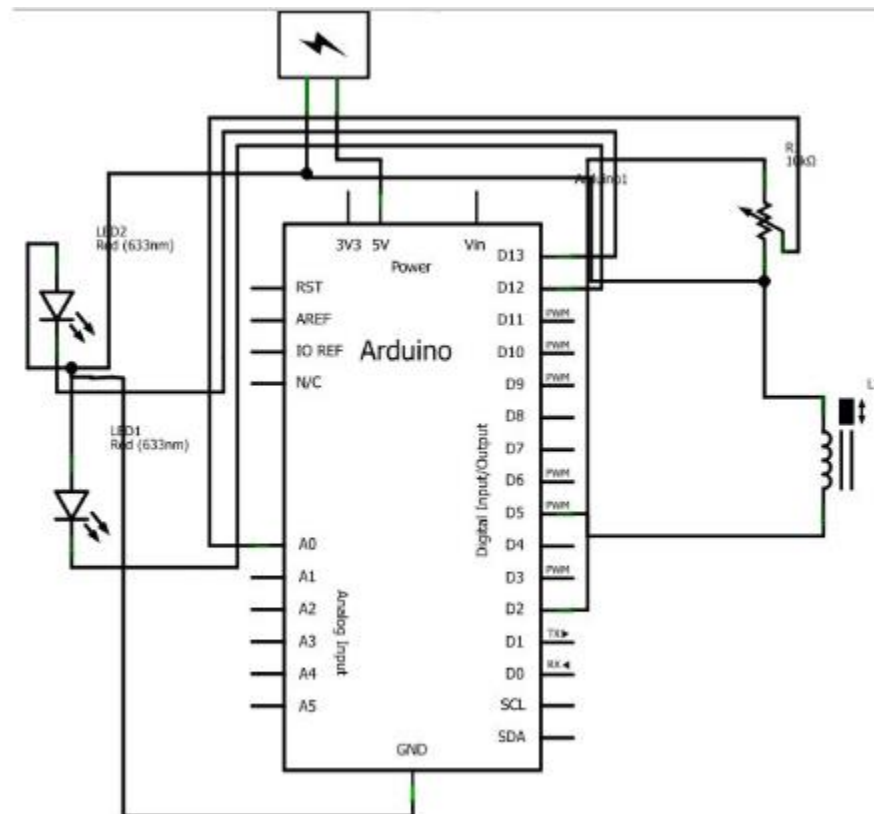 10kΩ
Arduino1
LED2
Red (633nm)
3V3 5V Vin
Power
D13
RST
D12
AREF
D11 PWM
IO REF
Arduino
D10 PWM
N/C
D9 PWM
D8
LED1
Red (633nm)
D7
D6 PWM
Digital Input/Output
D5 PWM
A0
D4
A1
D3 PWM
A2
D2
Analog Input
A3
D1 TX▶
A4
D0 RX◀
A5
SCL
SDA
GND